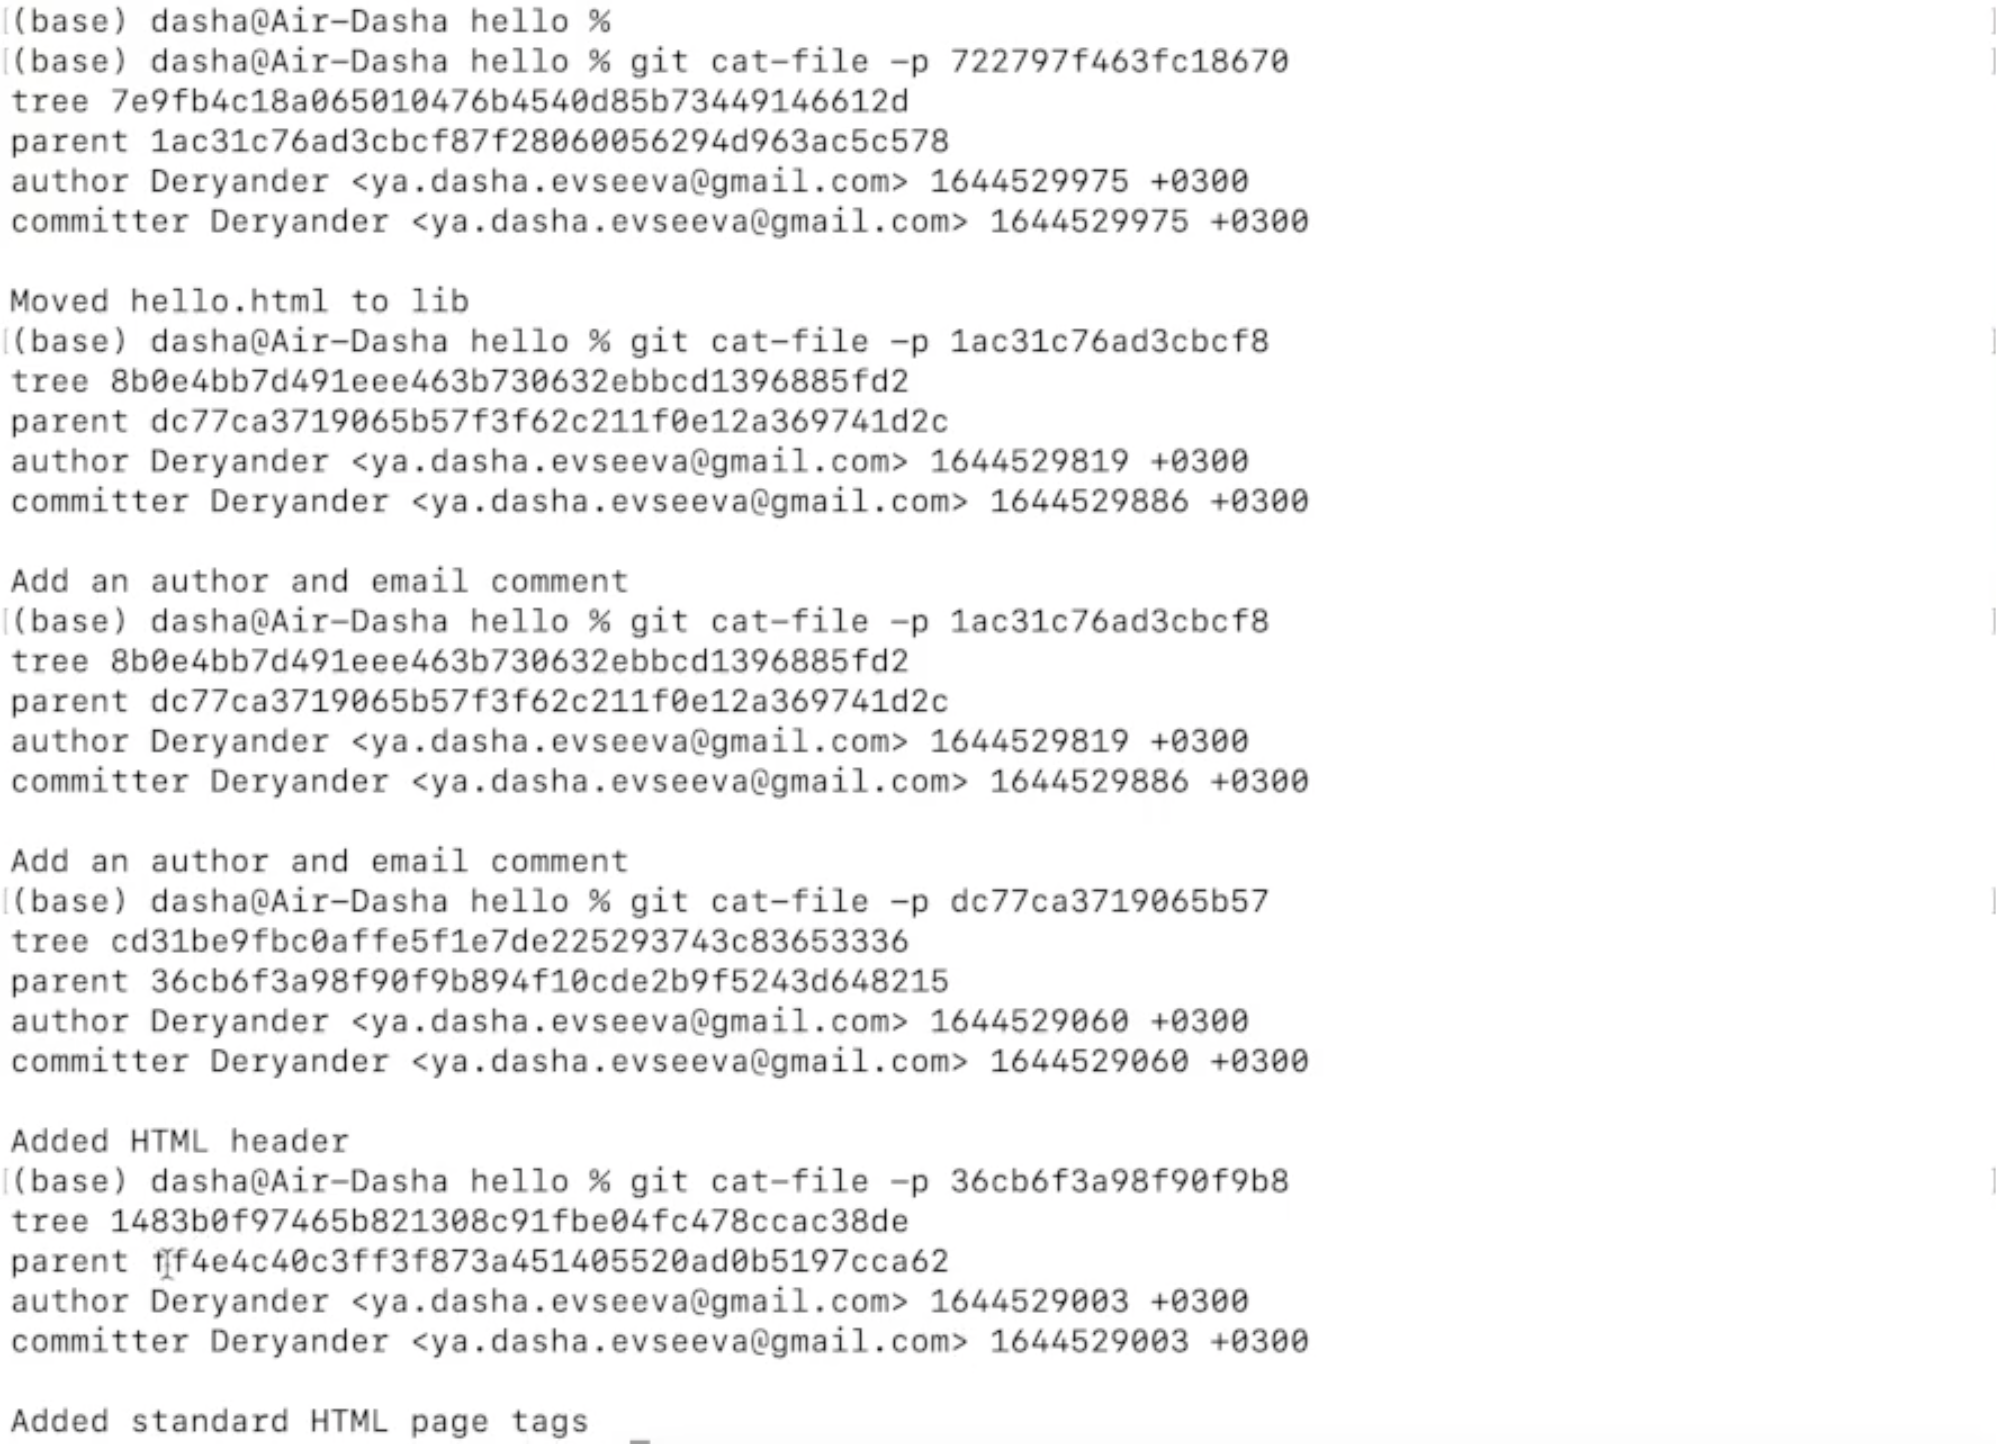 (base) dasha@Air-Dasha hello %
(base) dasha@Air-Dasha hello % git cat-file -p 722797f463fc18670
tree 7e9fb4c18a065010476b4540d85b73449146612d
parent 1ac31c76ad3cbcf87f28060056294d963ac5c578
author Deryander <ya.dasha.evseeva@gmail.com> 1644529975 +0300
committer Deryander <ya.dasha.evseeva@gmail.com> 1644529975 +0300
Moved hello.html to lib
(base) dasha@Air-Dasha hello % git cat-file -p 1ac31c76ad3cbcf8
tree 8b0e4bb7d491eee463b730632ebbcd1396885fd2
parent dc77ca3719065b57f3f62c211f0e12a369741d2c
author Deryander <ya.dasha.evseeva@gmail.com> 1644529819 +0300
committer Deryander <ya.dasha.evseeva@gmail.com> 1644529886 +0300
Add an author and email comment
(base) dasha@Air-Dasha hello % git cat-file -p 1ac31c76ad3cbcf8
tree 8b0e4bb7d491eee463b730632ebbcd1396885fd2
parent dc77ca3719065b57f3f62c211f0e12a369741d2c
author Deryander <ya.dasha.evseeva@gmail.com> 1644529819 +0300
committer Deryander <ya.dasha.evseeva@gmail.com> 1644529886 +0300
Add an author and email comment
(base) dasha@Air-Dasha hello % git cat-file -p dc77ca3719065b57
tree cd31be9fbc0affe5f1e7de225293743c83653336
parent 36cb6f3a98f90f9b894f10cde2b9f5243d648215
author Deryander <ya.dasha.evseeva@gmail.com> 1644529060 +0300
committer Deryander <ya.dasha.evseeva@gmail.com> 1644529060 +0300
Added HTML header
(base) dasha@Air-Dasha hello % git cat-file -p 36cb6f3a98f90f9b8
tree 1483b0f97465b821308c91fbe04fc478ccac38de
parent ff4e4c40c3ff3f873a451405520ad0b5197cca62
author Deryander <ya.dasha.evseeva@gmail.com> 1644529003 +0300
committer Deryander <ya.dasha.evseeva@gmail.com> 1644529003 +0300
Added standard HTML page tags